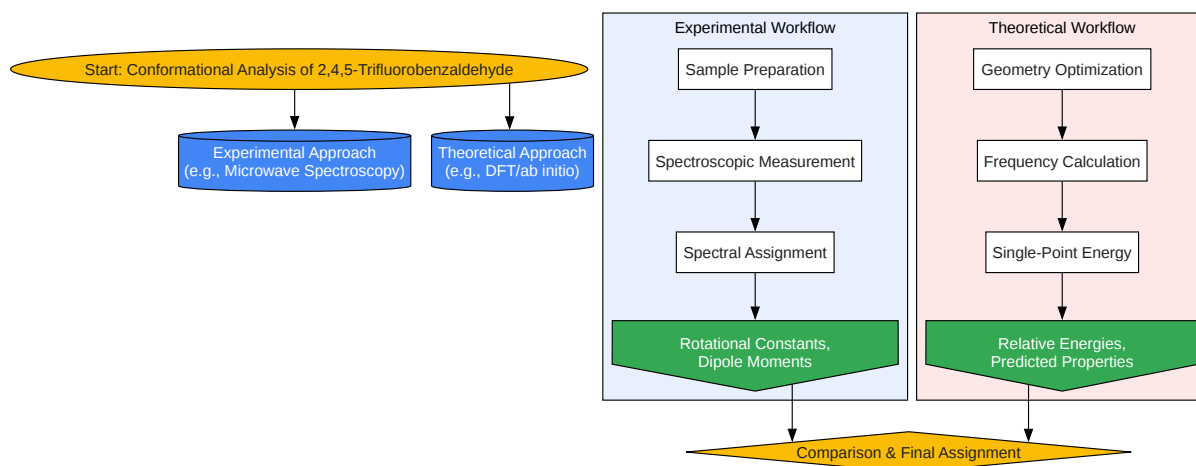 Start: Conformational Analysis of 2,4,5-Trifluorobenzaldehyde
Experimental Approach
(e.g., Microwave Spectroscopy)
Theoretical Approach
(e.g., DFT/ab initio)
Experimental Workflow
Sample Preparation
Spectroscopic Measurement
Spectral Assignment
Rotational Constants,
Dipole Moments
Theoretical Workflow
Geometry Optimization
Frequency Calculation
Single-Point Energy
Relative Energies,
Predicted Properties
Comparison & Final Assignment